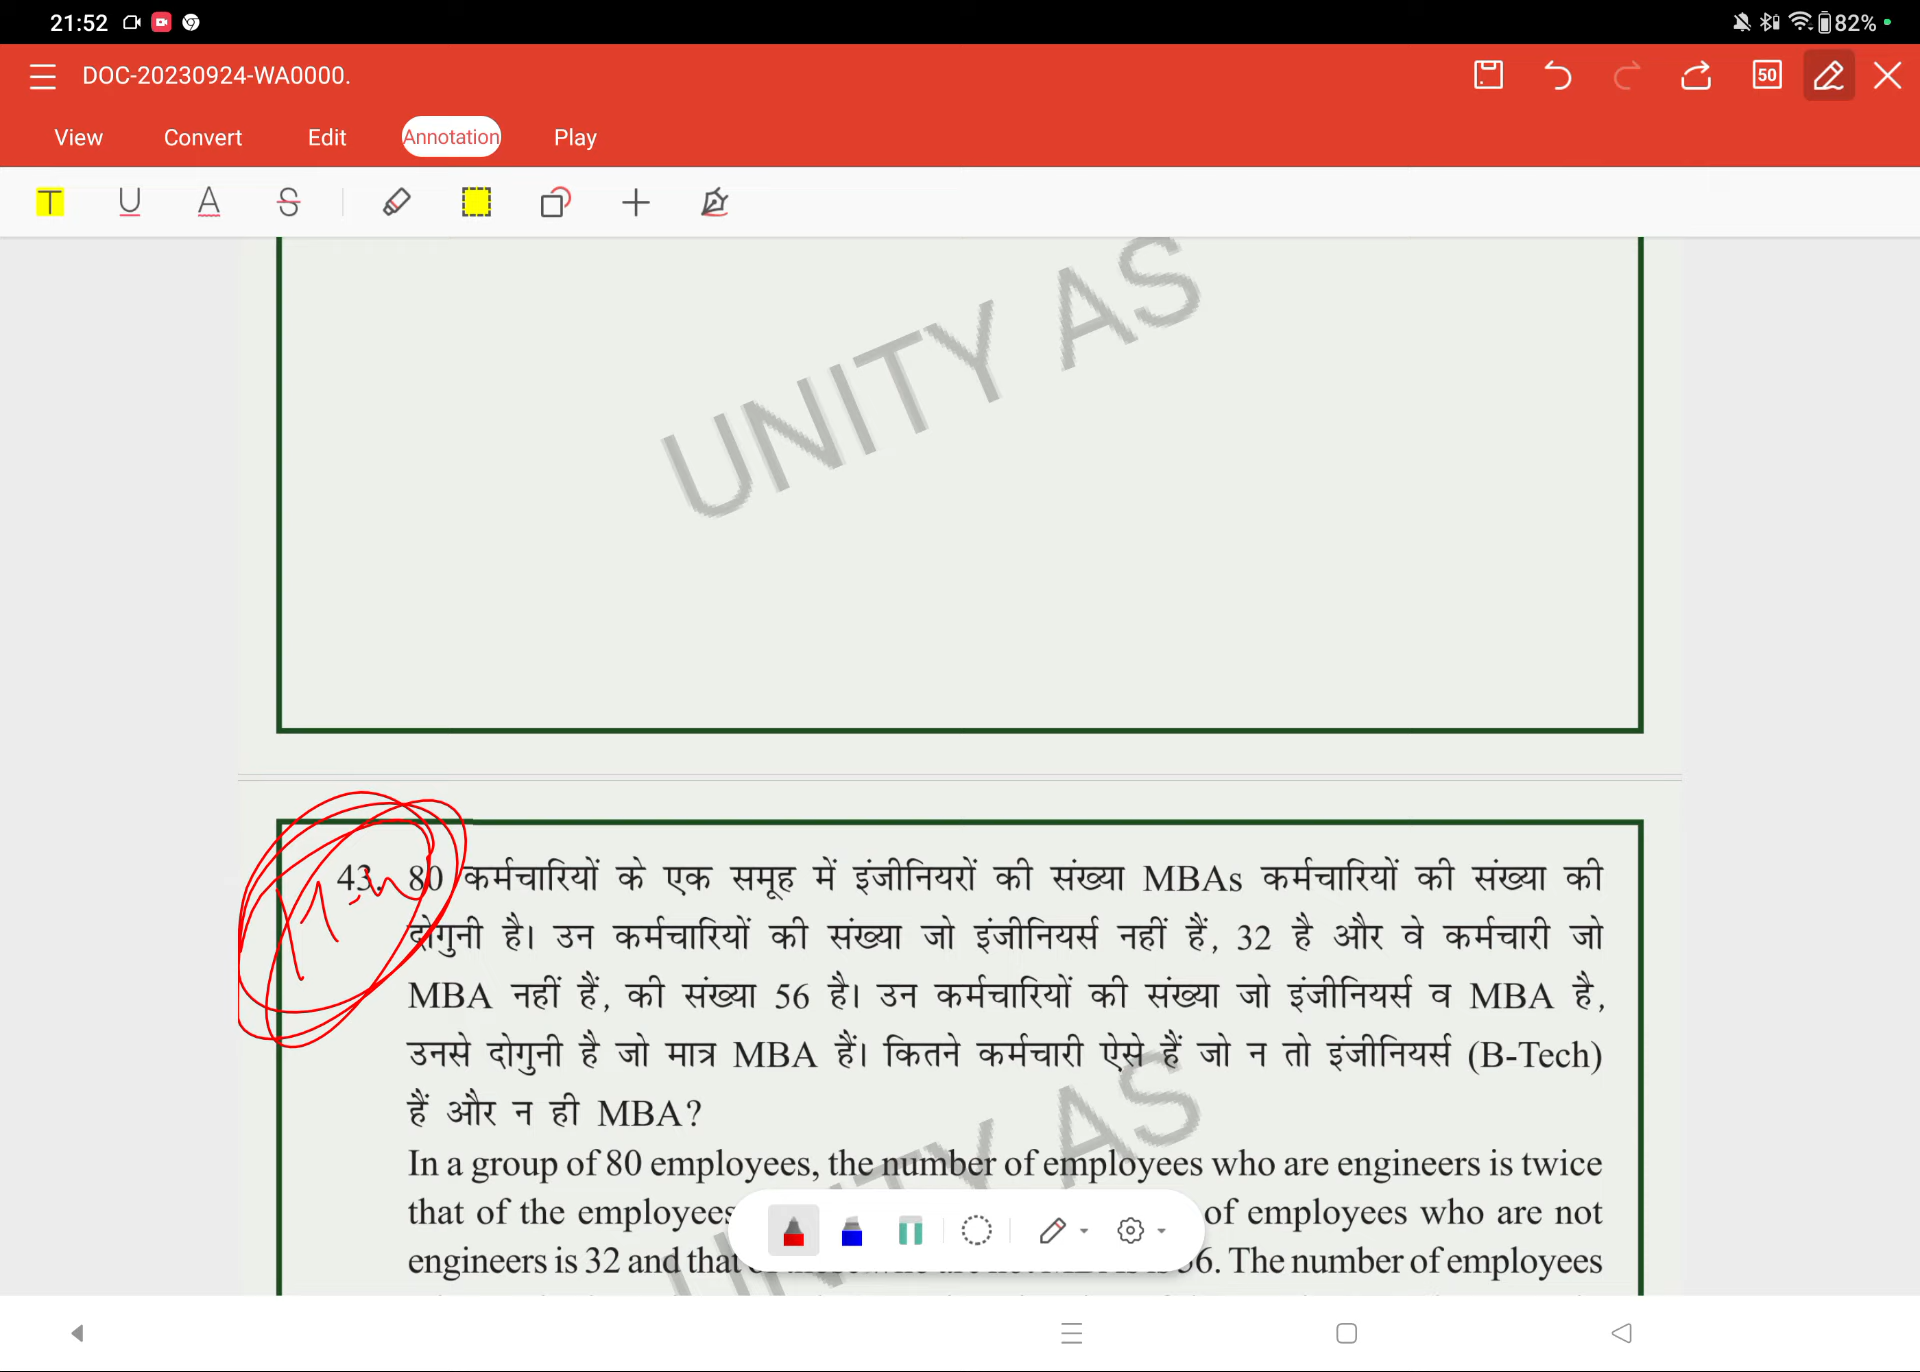 21:52
82%
DOC-20230924-WA0000.
50
View Convert Edit Annotation Play
UNITY AS
43. 80 कर्मचारियों के एक समूह में इंजीनियरों की संख्या MBAs कर्मचारियों की संख्या की
दोगुनी है। उन कर्मचारियों की संख्या जो इंजीनियर्स नहीं हैं, 32 है और वे कर्मचारी जो
MBA नहीं हैं, की संख्या 56 है। उन कर्मचारियों की संख्या जो इंजीनियर्स व MBA है,
उनसे दोगुनी है जो मात्र MBA हैं। कितने कर्मचारी ऐसे हैं जो न तो इंजीनियर्स (B-Tech)
हैं और न ही MBA?
UNITY AS
In a group of 80 employees, the number of employees who are engineers is twice
that of the employees of employees who are not
engineers is 32 and that 56. The number of employees